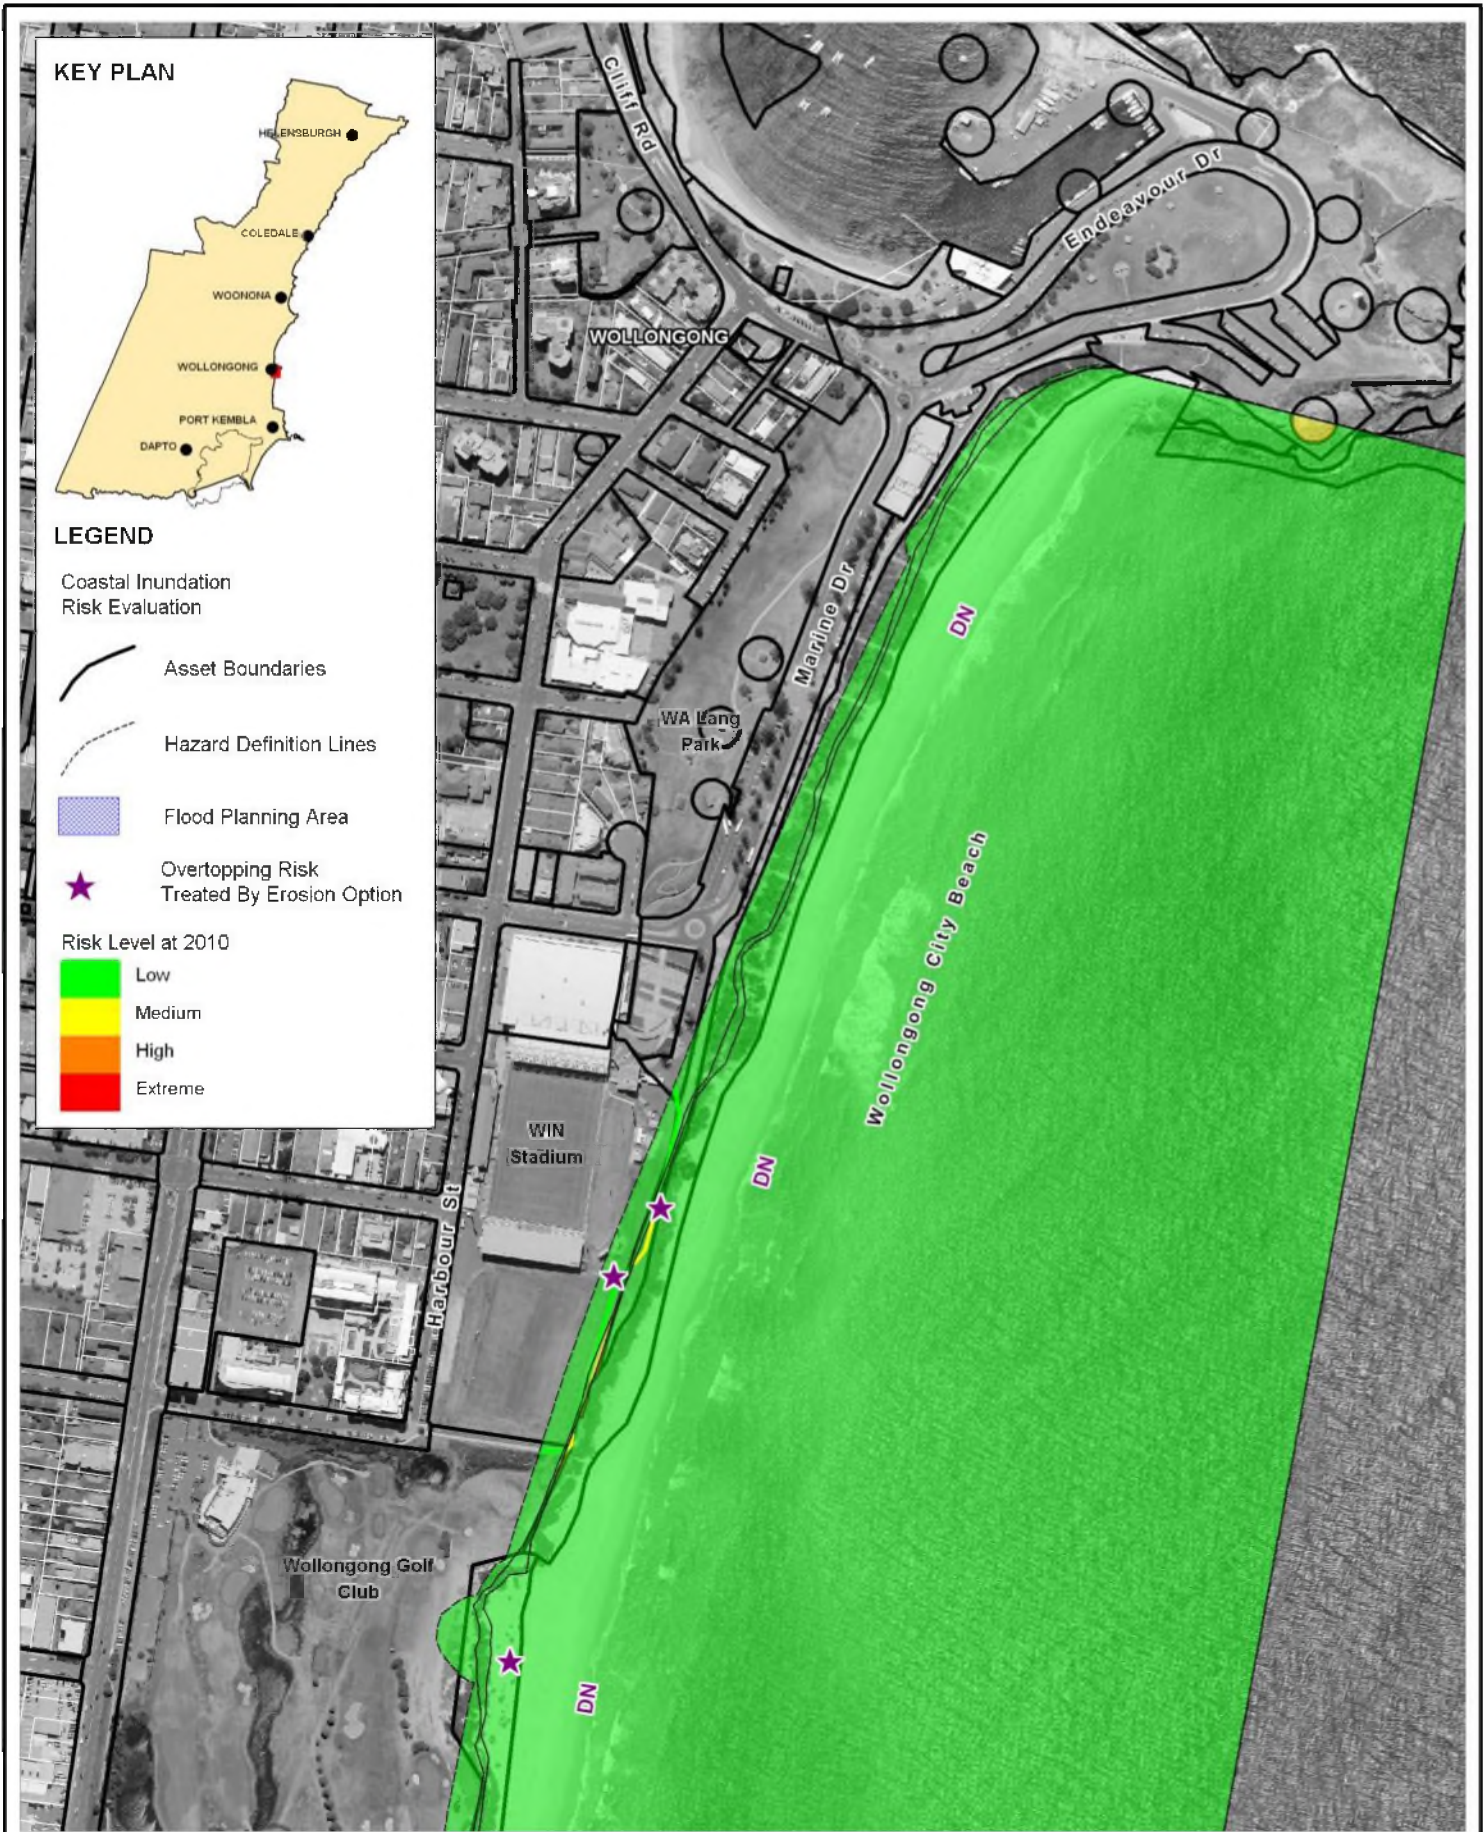 KEY PLAN
HELENSBURGH
COLEDALE
WOONONA
WOLLONGONG
PORT KEMBLA
DAPTO
LEGEND
Coastal Inundation
Risk Evaluation
Asset Boundaries
Hazard Definition Lines
Flood Planning Area
Overtopping Risk
Treated By Erosion Option
Risk Level at 2010
Low
Medium
High
Extreme
Cliff Rd
Endeavour Dr
WOLLONGONG
Marine Dr
DN
WA Lang
Park
Wollongong City Beach
WIN
Stadium
DN
Harbour St
Wollongong Golf
Club
DN